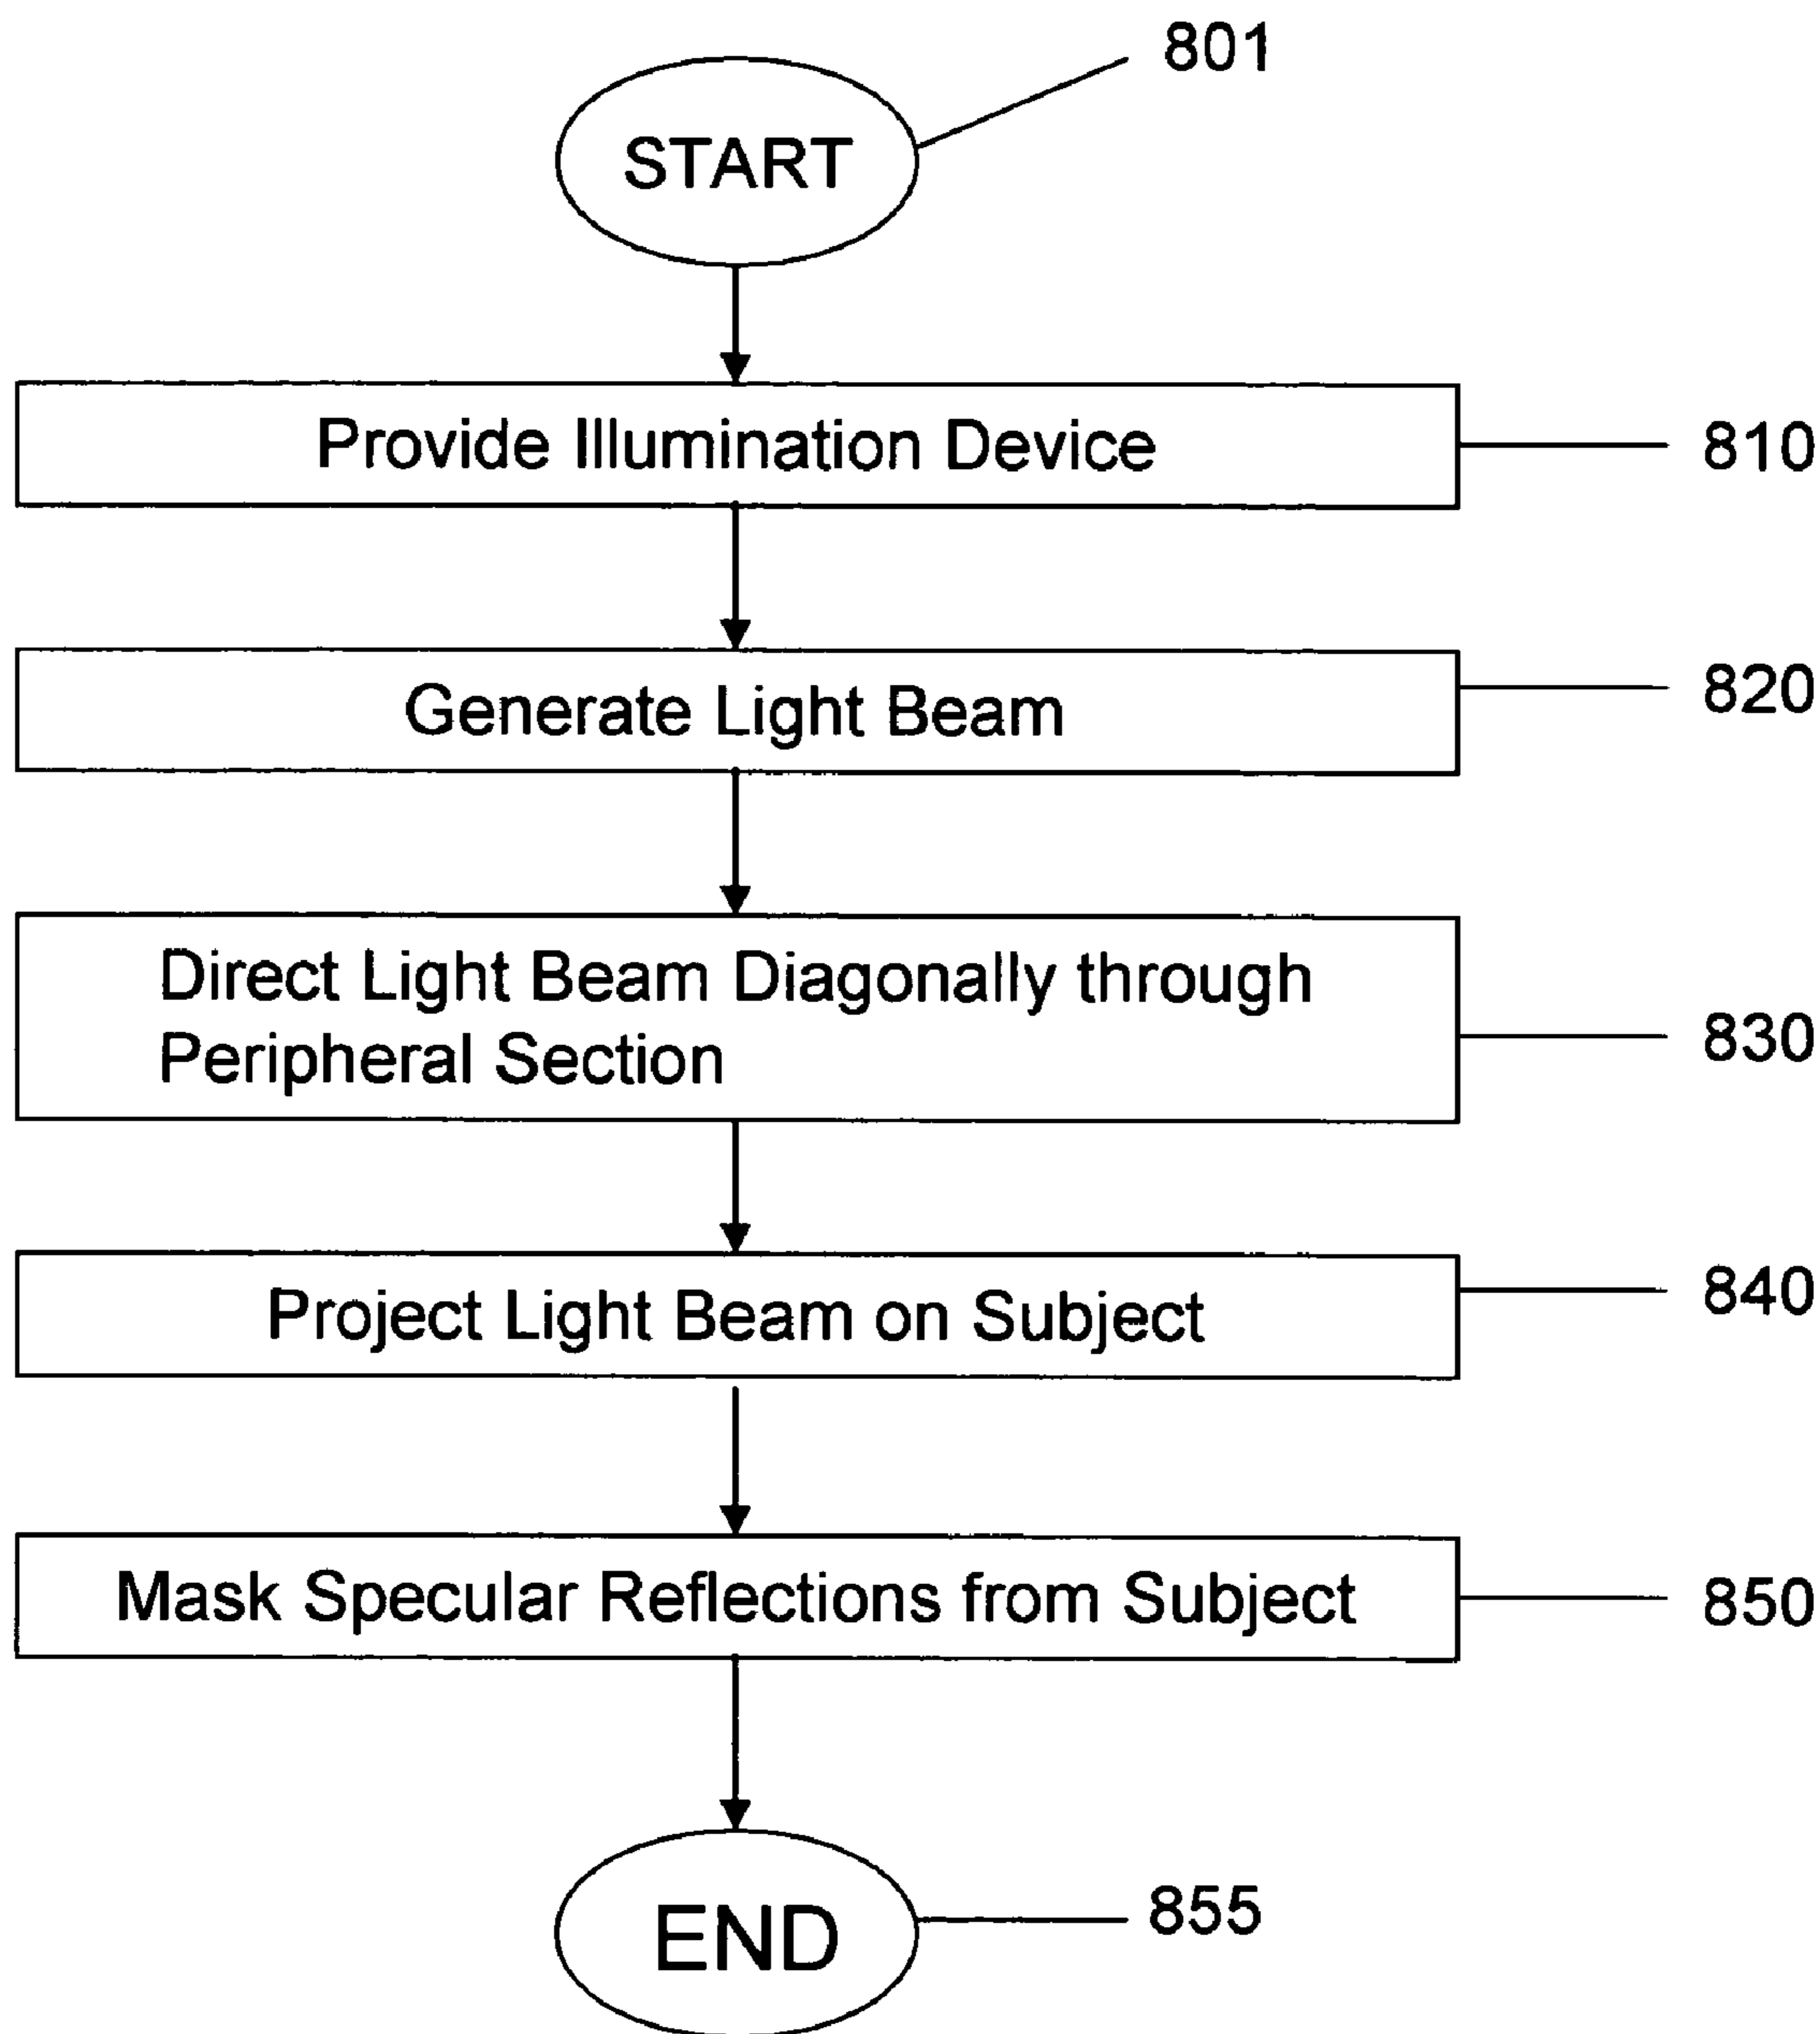 801
START
Provide Illumination Device
810
Generate Light Beam
820
Direct Light Beam Diagonally through
Peripheral Section
830
Project Light Beam on Subject
840
Mask Specular Reflections from Subject
850
END
855